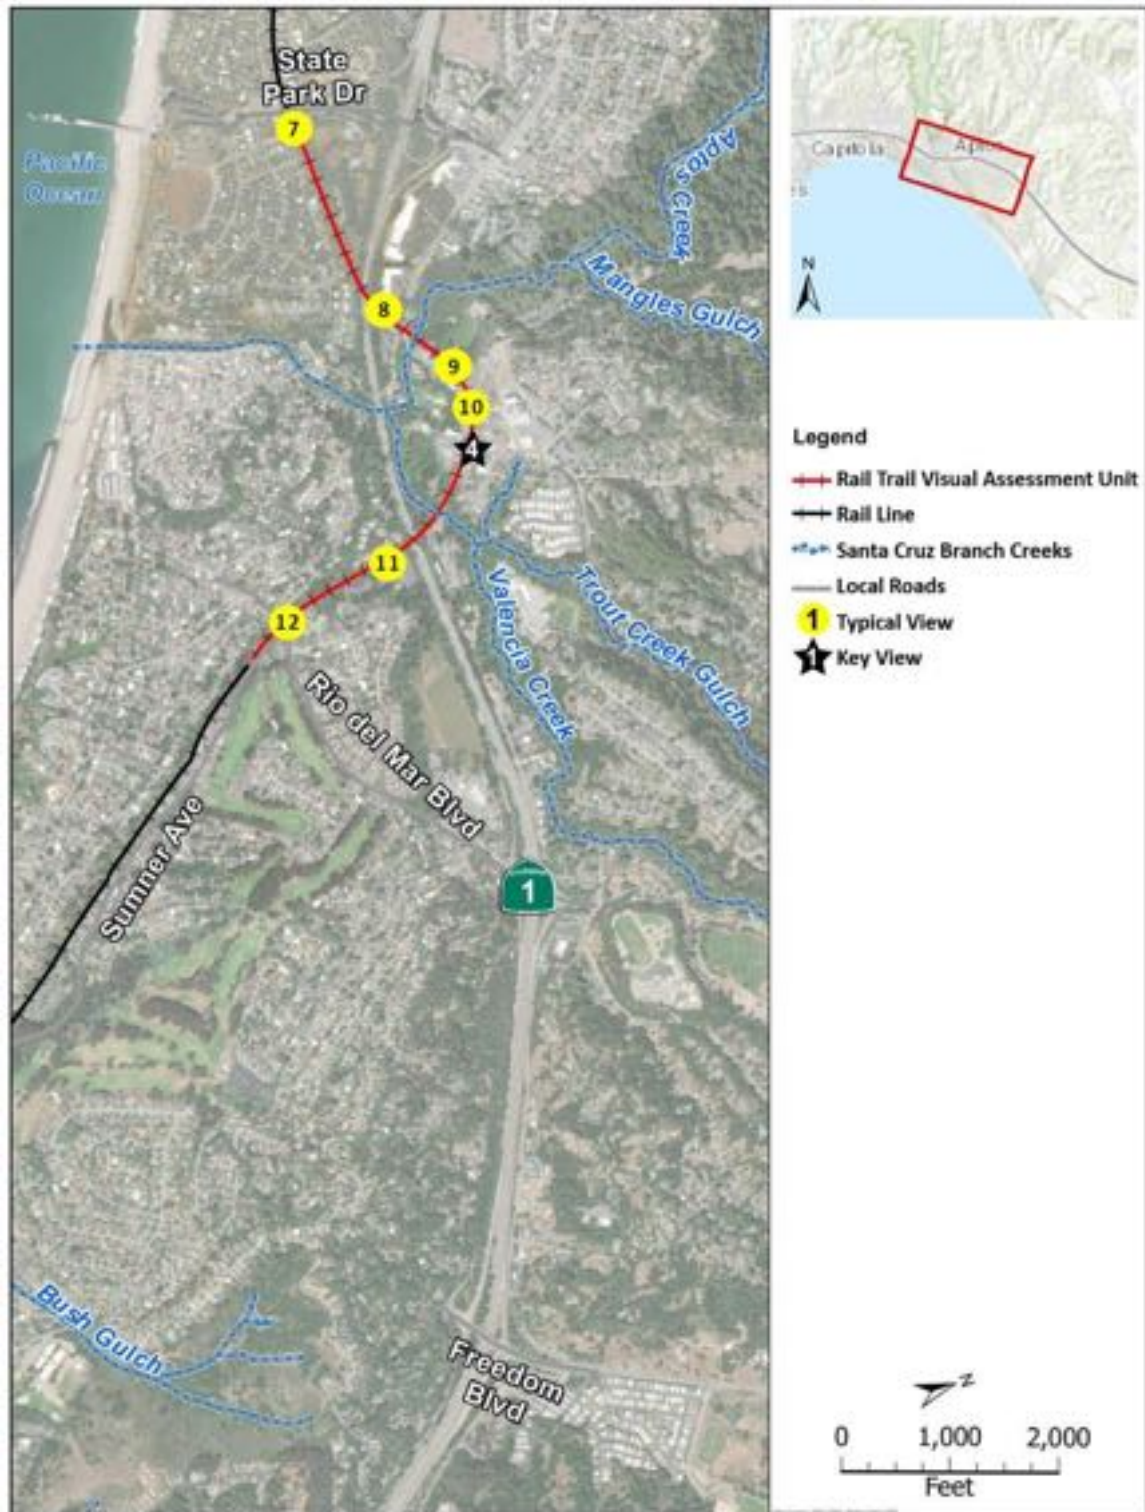 State
Park Dr
7
Pacific
Ocean
Aptos Creek
Mangles Gulch
8
9
10
4
11
12
Valencia Creek
Trout Creek Gulch
Rio del Mar Blvd
Sumner Ave
1
Bush Gulch
Freedom
Blvd
Capitola
N
Legend
Rail Trail Visual Assessment Unit
Rail Line
Santa Cruz Branch Creeks
Local Roads
1 Typical View
1 Key View
N
0 1,000 2,000
Feet